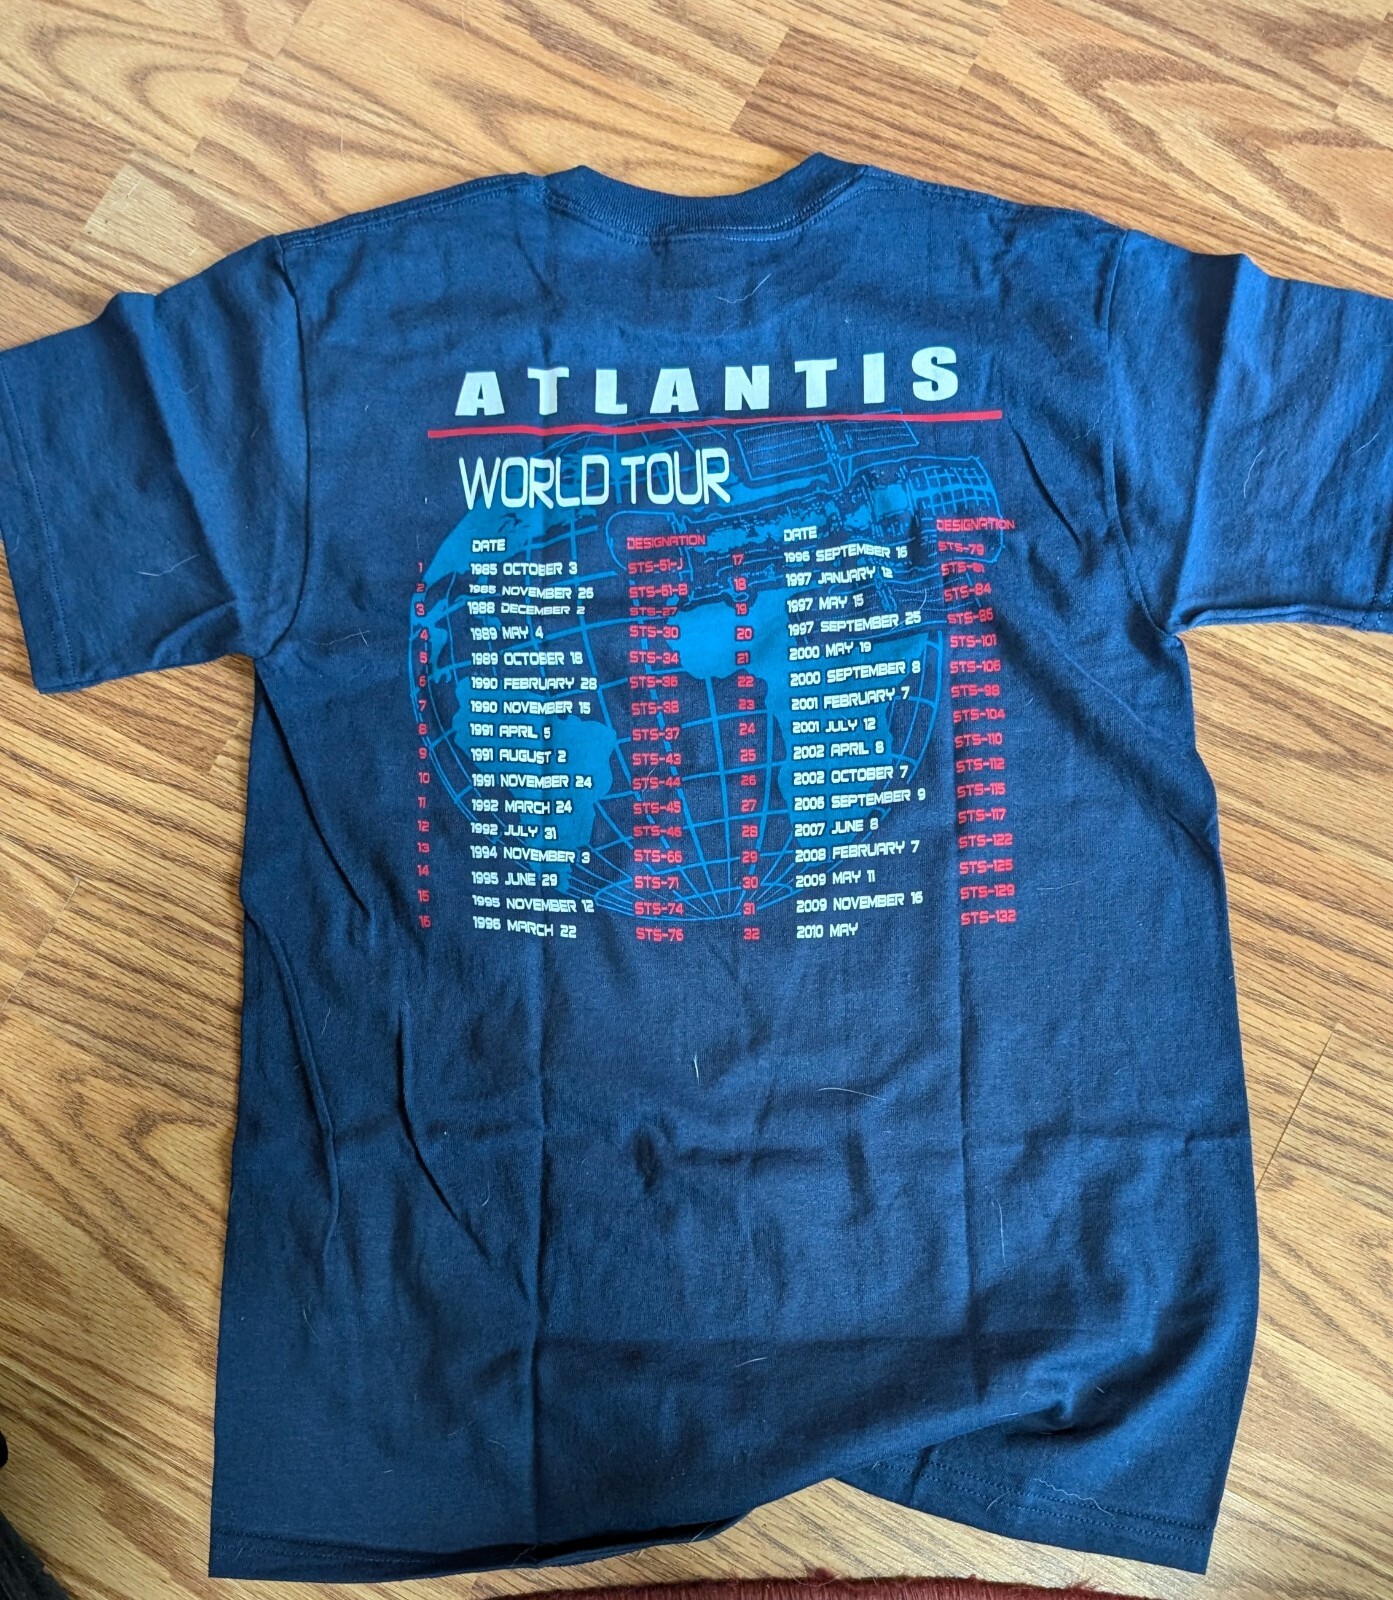 ATLANTIS
WORLD TOUR
DATE DESIGNATION
1 1985 OCTOBER 3 STS-51-J
2 1985 NOVEMBER 26 STS-61-B
3 1988 DECEMBER 2 STS-27
4 1989 MAY 4 STS-30
5 1989 OCTOBER 18 STS-34
6 1990 FEBRUARY 28 STS-36
7 1990 NOVEMBER 15 STS-38
8 1991 APRIL 5 STS-37
9 1991 AUGUST 2 STS-43
10 1991 NOVEMBER 24 STS-44
11 1992 MARCH 24 STS-45
12 1992 JULY 31 STS-46
13 1994 NOVEMBER 3 STS-66
14 1995 JUNE 29 STS-71
15 1995 NOVEMBER 12 STS-74
16 1996 MARCH 22 STS-76
DATE DESIGNATION
17 1996 SEPTEMBER 16 STS-79
18 1997 JANUARY 12 STS-81
19 1997 MAY 15 STS-84
20 1997 SEPTEMBER 25 STS-86
21 2000 MAY 19 STS-101
22 2000 SEPTEMBER 8 STS-106
23 2001 FEBRUARY 7 STS-98
24 2001 JULY 12 STS-104
25 2002 APRIL 8 STS-110
26 2002 OCTOBER 7 STS-112
27 2006 SEPTEMBER 9 STS-115
28 2007 JUNE 8 STS-117
29 2008 FEBRUARY 7 STS-122
30 2009 MAY 11 STS-125
31 2009 NOVEMBER 16 STS-129
32 2010 MAY STS-132